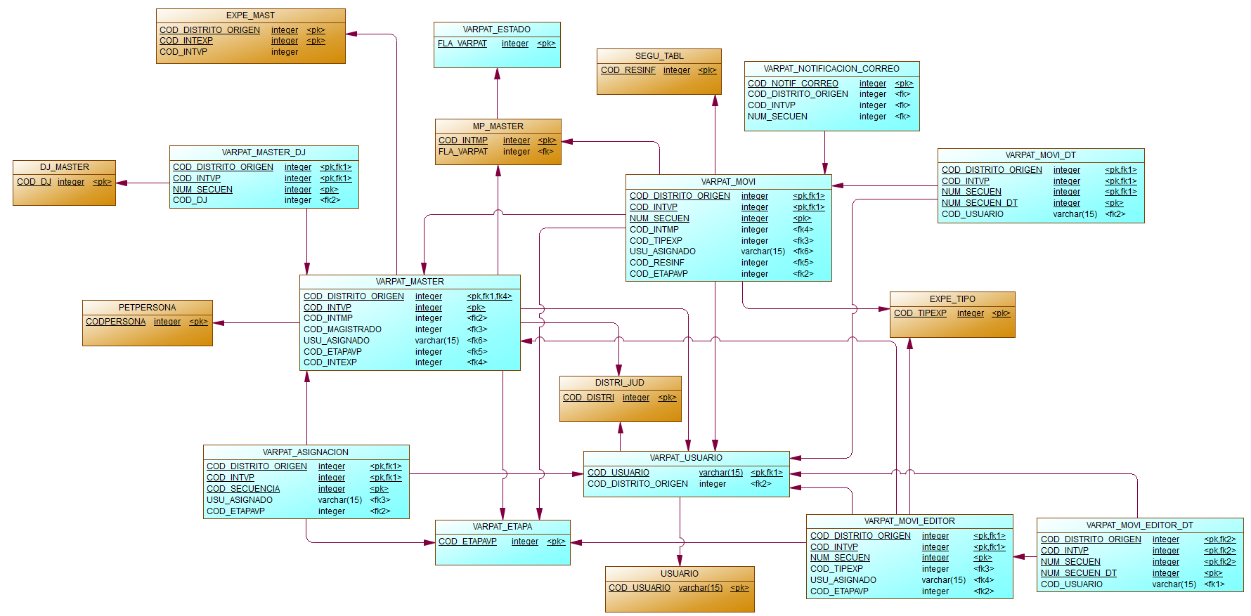 EXPE_MAST
COD_DISTRITO_ORIGEN integer <pk>
COD_INTEXP integer <pk>
COD_INTVP integer
VARPAT_ESTADO
FLA_VARPAT integer <pk>
SEGU_TABL
COD_RESINF integer <pk>
VARPAT_NOTIFICACION_CORREO
COD_NOTIF_CORREO integer <pk>
COD_DISTRITO_ORIGEN integer <fk>
COD_INTVP integer <fk>
NUM_SECUEN integer <fk>
MP_MASTER
COD_INTMP integer <pk>
FLA_VARPAT integer <fk>
DJ_MASTER
COD_DJ integer <pk>
VARPAT_MASTER_DJ
COD_DISTRITO_ORIGEN integer <pk,fk1>
COD_INTVP integer <pk,fk1>
NUM_SECUEN integer <pk>
COD_DJ integer <fk2>
VARPAT_MOVI
COD_DISTRITO_ORIGEN integer <pk,fk1>
COD_INTVP integer <pk,fk1>
NUM_SECUEN integer <pk>
COD_INTMP integer <fk4>
COD_TIPEXP integer <fk3>
USU_ASIGNADO varchar(15) <fk6>
COD_RESINF integer <fk5>
COD_ETAPAVP integer <fk2>
VARPAT_MOVI_DT
COD_DISTRITO_ORIGEN integer <pk,fk1>
COD_INTVP integer <pk,fk1>
NUM_SECUEN integer <pk,fk1>
NUM_SECUEN_DT integer <pk>
COD_USUARIO varchar(15) <fk2>
PETPERSONA
CODPERSONA integer <pk>
VARPAT_MASTER
COD_DISTRITO_ORIGEN integer <pk,fk1,fk4>
COD_INTVP integer <pk>
COD_INTMP integer <fk2>
COD_MAGISTRADO integer <fk3>
USU_ASIGNADO varchar(15) <fk6>
COD_ETAPAVP integer <fk5>
COD_INTEXP integer <fk4>
EXPE_TIPO
COD_TIPEXP integer <pk>
DISTRI_JUD
COD_DISTRI integer <pk>
VARPAT_ASIGNACION
COD_DISTRITO_ORIGEN integer <pk,fk1>
COD_INTVP integer <pk,fk1>
COD_SECUENCIA integer <pk>
USU_ASIGNADO varchar(15) <fk3>
COD_ETAPAVP integer <fk2>
VARPAT_USUARIO
COD_USUARIO varchar(15) <pk,fk1>
COD_DISTRITO_ORIGEN integer <fk2>
VARPAT_ETAPA
COD_ETAPAVP integer <pk>
USUARIO
COD_USUARIO varchar(15) <pk>
VARPAT_MOVI_EDITOR
COD_DISTRITO_ORIGEN integer <pk,fk1>
COD_INTVP integer <pk,fk1>
NUM_SECUEN integer <pk>
COD_TIPEXP integer <fk3>
USU_ASIGNADO varchar(15) <fk4>
COD_ETAPAVP integer <fk2>
VARPAT_MOVI_EDITOR_DT
COD_DISTRITO_ORIGEN integer <pk,fk2>
COD_INTVP integer <pk,fk2>
NUM_SECUEN integer <pk,fk2>
NUM_SECUEN_DT integer <pk>
COD_USUARIO varchar(15) <fk1>